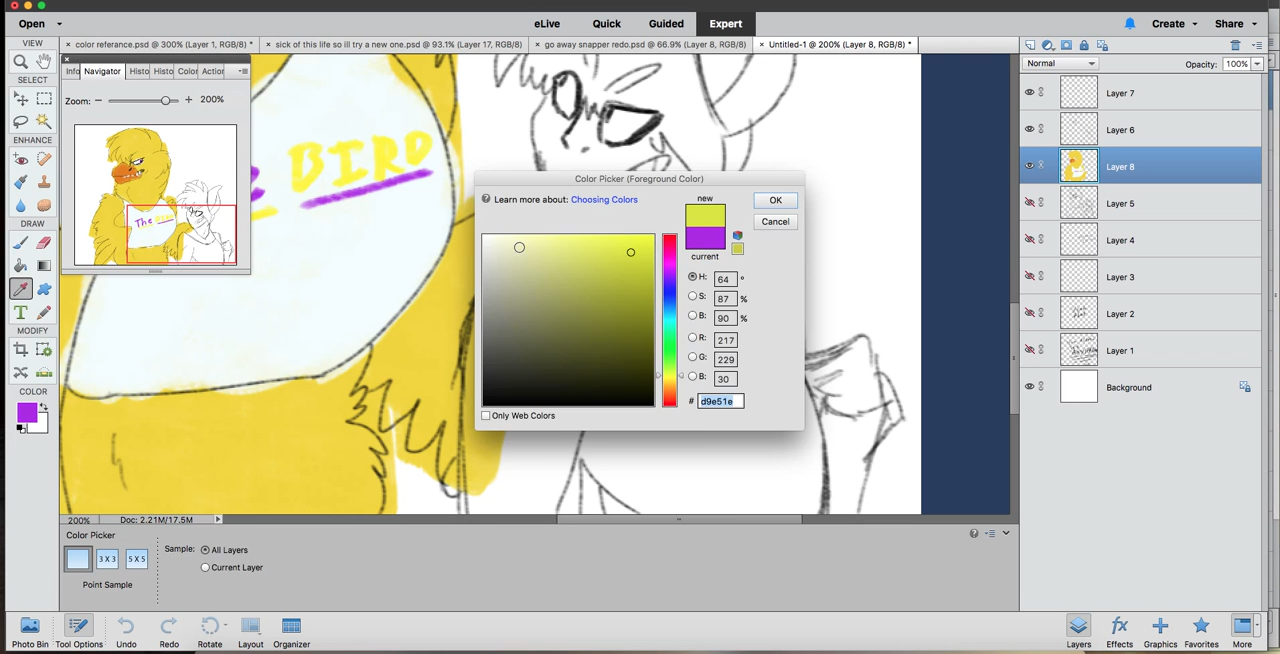 Open eLive Quick Guided Expert Create Share
VIEW
× color referance.psd @ 300% (Layer 1, RGB/8) * × sick of this life so ill try a new one.psd @ 93.1% (Layer 17, RGB/8) × go away snapper redo.psd @ 66.9% (Layer 8, RGB/8) × Untitled-1 @ 200% (Layer 8, RGB/8) *
Info Navigator Histo Histo Color Action
Normal Opacity: 100%
SELECT
Zoom: 200%
Layer 7
ENHANCE
Layer 6
The BIRD
Layer 8
Color Picker (Foreground Color)
Learn more about: Choosing Colors new OK
Cancel
Layer 5
DRAW
Layer 4
current
H: 64 °
Layer 3
S: 87 %
B: 90 %
Layer 2
T
MODIFY
R: 217
G: 229
Layer 1
B: 30
Background
COLOR
# d9e51e
Only Web Colors
200% Doc: 2.21M/17.5M
Color Picker
3 X 3 5 X 5 Sample: All Layers
Current Layer
Point Sample
Photo Bin Tool Options Undo Redo Rotate Layout Organizer Layers Effects Graphics Favorites More